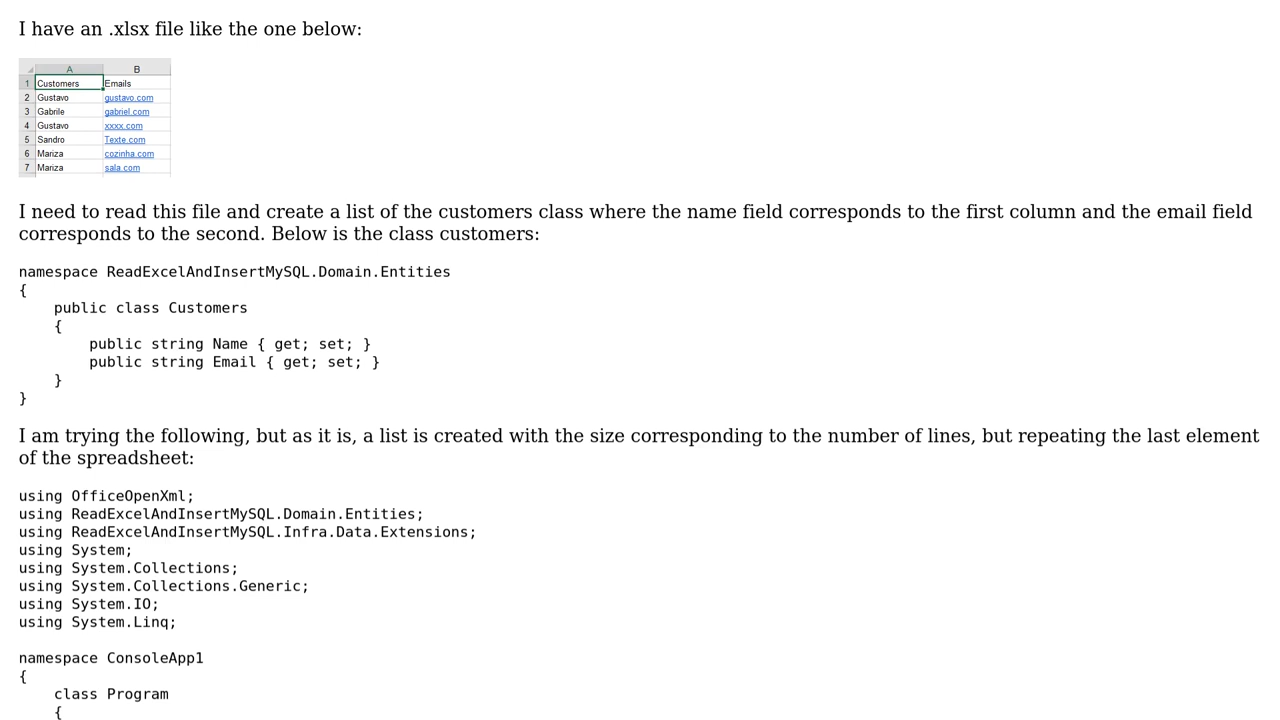 I have an .xlsx file like the one below:
A B
1 Customers Emails
2 Gustavo gustavo.com
3 Gabrile gabriel.com
4 Gustavo xxxx.com
5 Sandro Texte.com
6 Mariza cozinha.com
7 Mariza sala.com
I need to read this file and create a list of the customers class where the name field corresponds to the first column and the email field
corresponds to the second. Below is the class customers:
namespace ReadExcelAndInsertMySQL.Domain.Entities
{
    public class Customers
    {
        public string Name { get; set; }
        public string Email { get; set; }
    }
}
I am trying the following, but as it is, a list is created with the size corresponding to the number of lines, but repeating the last element
of the spreadsheet:
using OfficeOpenXml;
using ReadExcelAndInsertMySQL.Domain.Entities;
using ReadExcelAndInsertMySQL.Infra.Data.Extensions;
using System;
using System.Collections;
using System.Collections.Generic;
using System.IO;
using System.Linq;
namespace ConsoleApp1
{
    class Program
    {